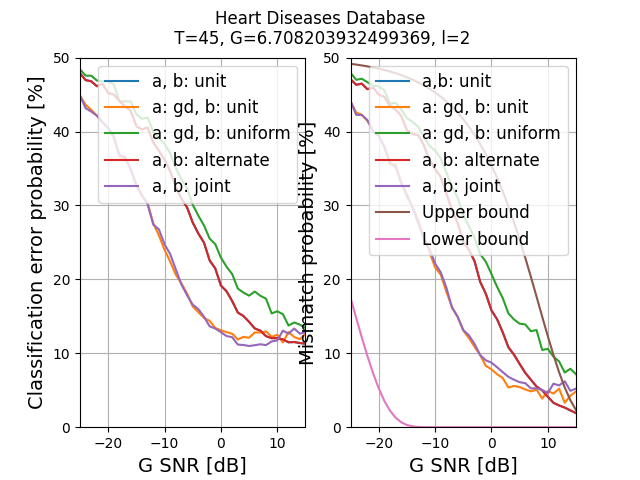 Heart Diseases Database
T=45, G=6.708203932499369, l=2
Classification error probability [%]
50
40
30
20
10
0
−20
−10
0
10
G SNR [dB]
a, b: unit
a: gd, b: unit
a: gd, b: uniform
a, b: alternate
a, b: joint
Mismatch probability [%]
50
40
30
20
10
0
−20
−10
0
10
G SNR [dB]
a,b: unit
a: gd, b: unit
a: gd, b: uniform
a, b: alternate
a, b: joint
Upper bound
Lower bound